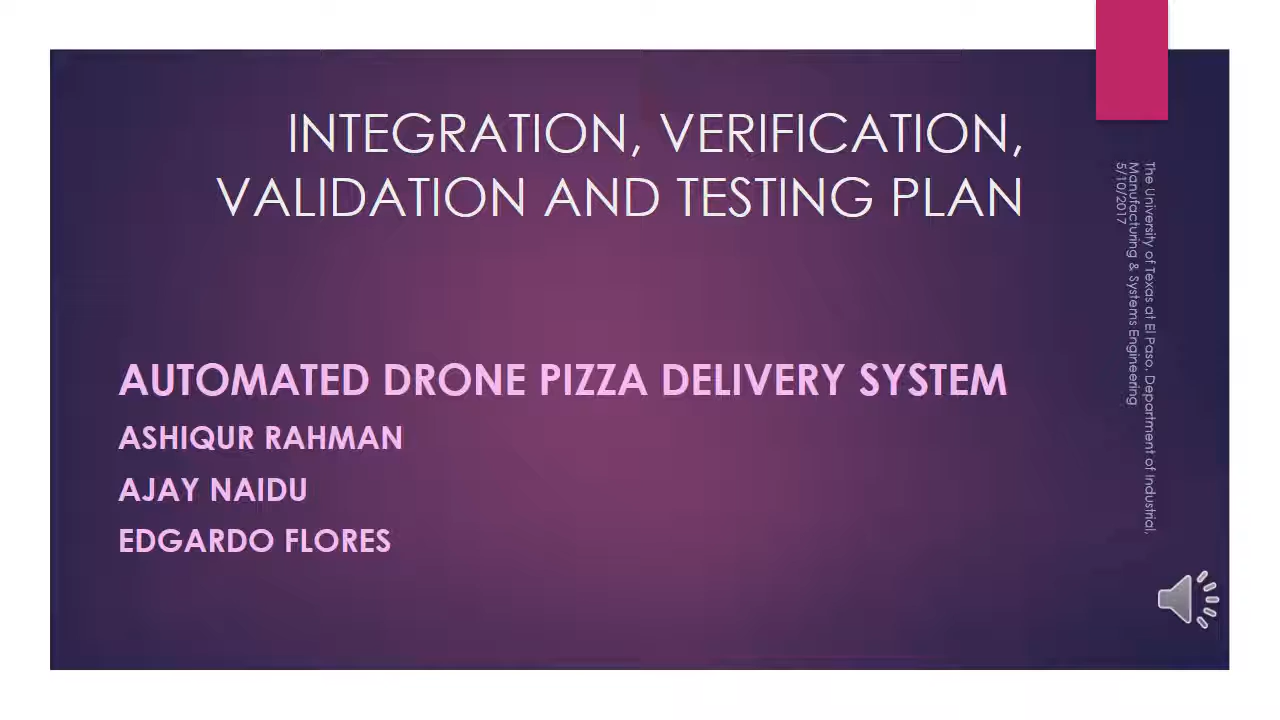 INTEGRATION, VERIFICATION,
VALIDATION AND TESTING PLAN
AUTOMATED DRONE PIZZA DELIVERY SYSTEM
ASHIQUR RAHMAN
AJAY NAIDU
EDGARDO FLORES
The University of Texas at El Paso, Department of Industrial,
Manufacturing & Systems Engineering
5/10/2017